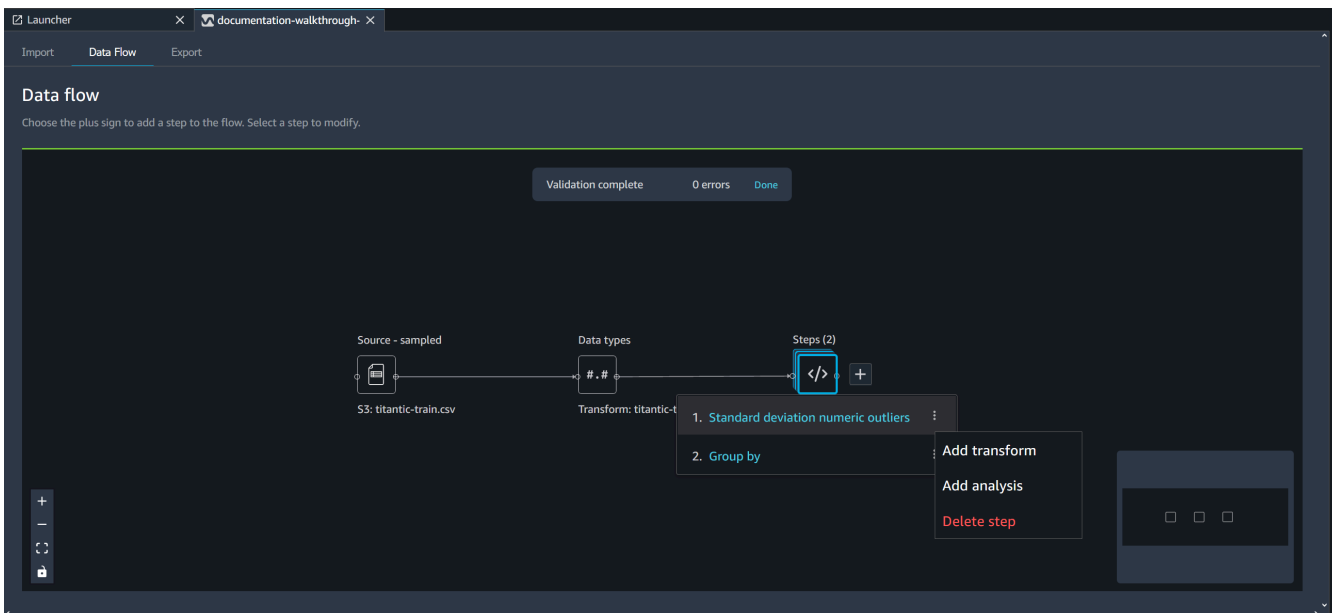 Launcher
documentation-walkthrough-
Import Data Flow Export
Data flow
Choose the plus sign to add a step to the flow. Select a step to modify.
Validation complete 0 errors Done
Source - sampled
Data types
Steps (2)
#.#
</>
S3: titantic-train.csv
Transform: titantic-t
1. Standard deviation numeric outliers
2. Group by
Add transform
Add analysis
Delete step